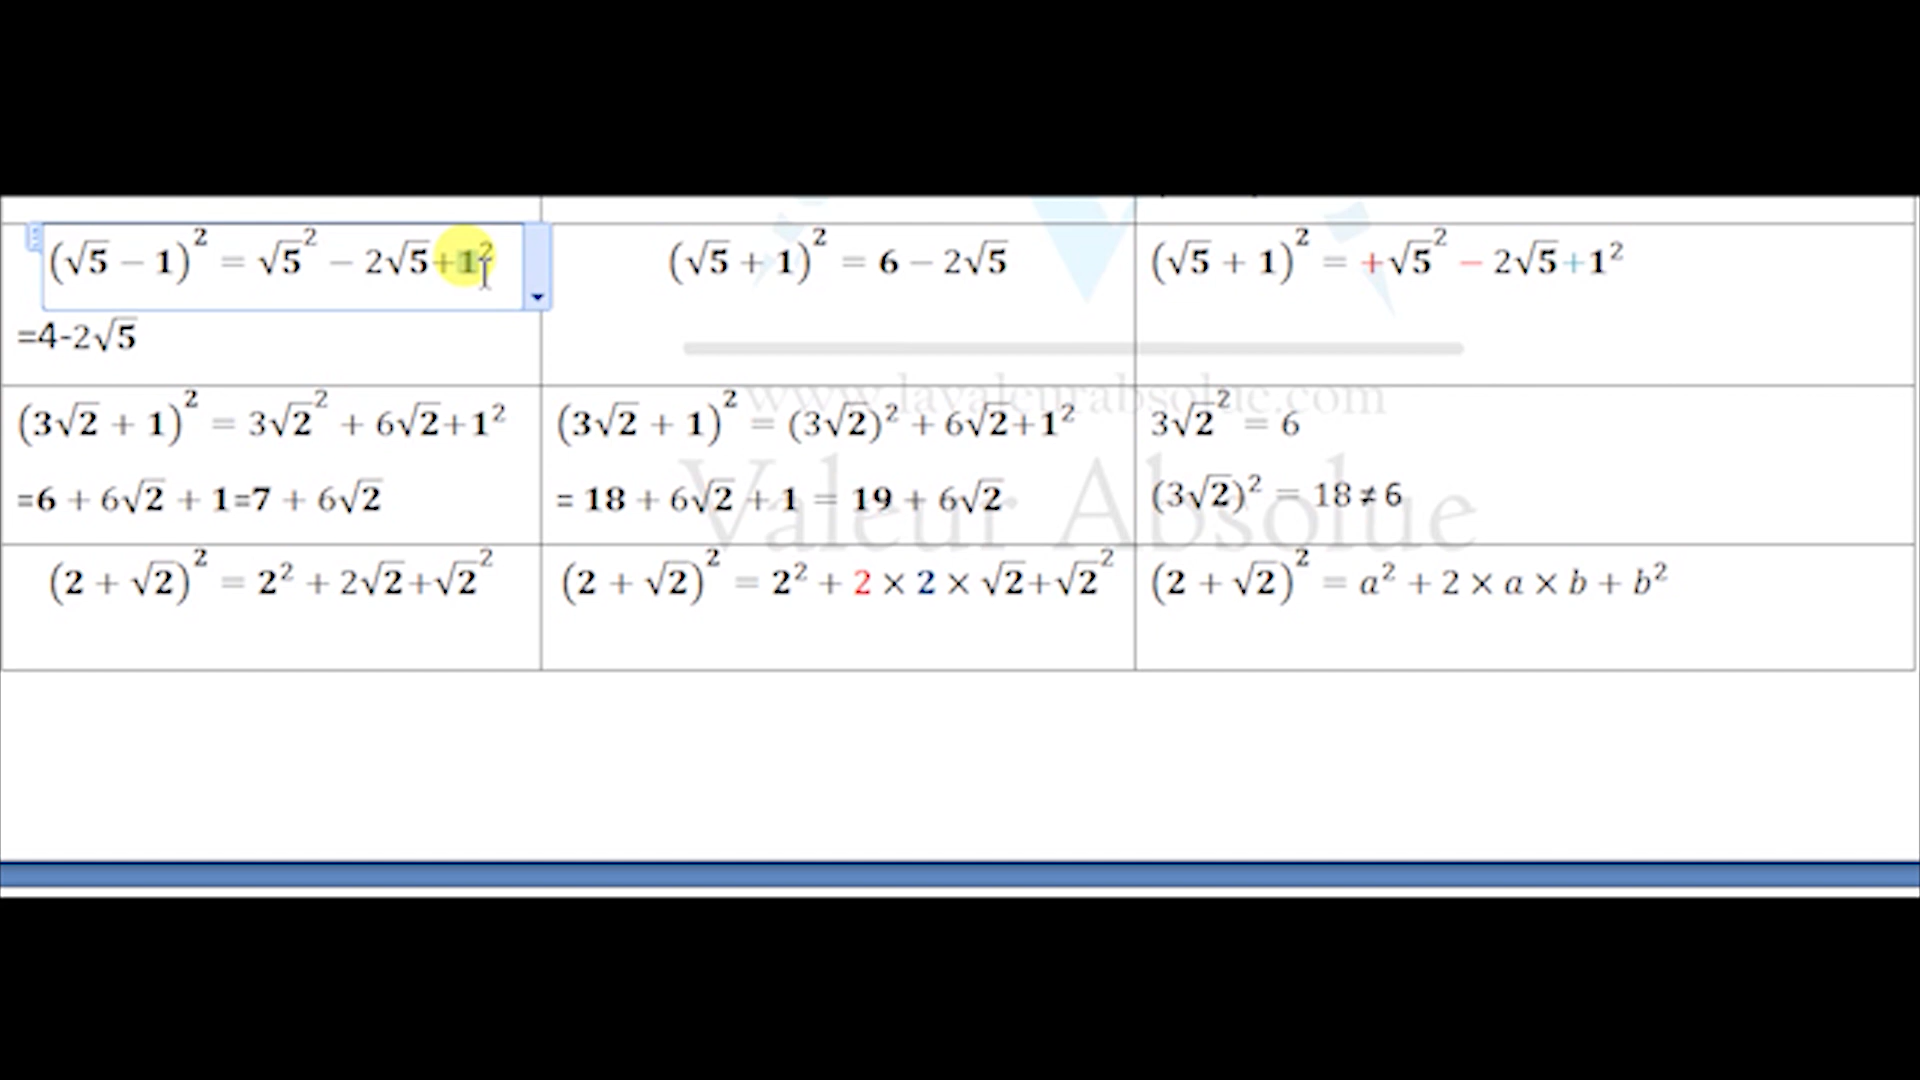 (√5 − 1)² = √5² − 2√5+1²
=4-2√5
(√5 + 1)² = 6 − 2√5
(√5 + 1)² = +√5² − 2√5+1²
(3√2 + 1)² = 3√2² + 6√2+1²
=6 + 6√2 + 1=7 + 6√2
(3√2 + 1)² = (3√2)² + 6√2+1²
= 18 + 6√2 + 1 = 19 + 6√2
3√2² = 6
(3√2)² = 18 ≠ 6
(2 + √2)² = 2² + 2√2+√2²
(2 + √2)² = 2² + 2 × 2 × √2+√2²
(2 + √2)² = a² + 2 × a × b + b²
www.lavaleurabsolue.com
Valeur Absolue